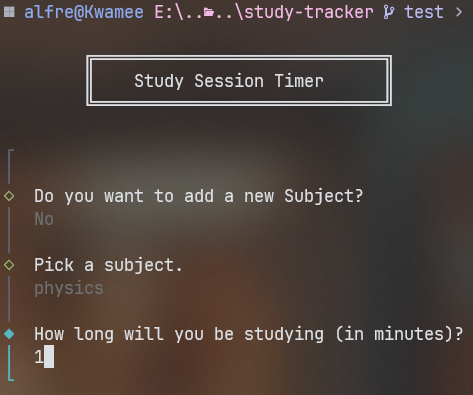 alfre@Kwamee E:\....\study-tracker test >
Study Session Timer
Do you want to add a new Subject?
No
Pick a subject.
physics
How long will you be studying (in minutes)?
1